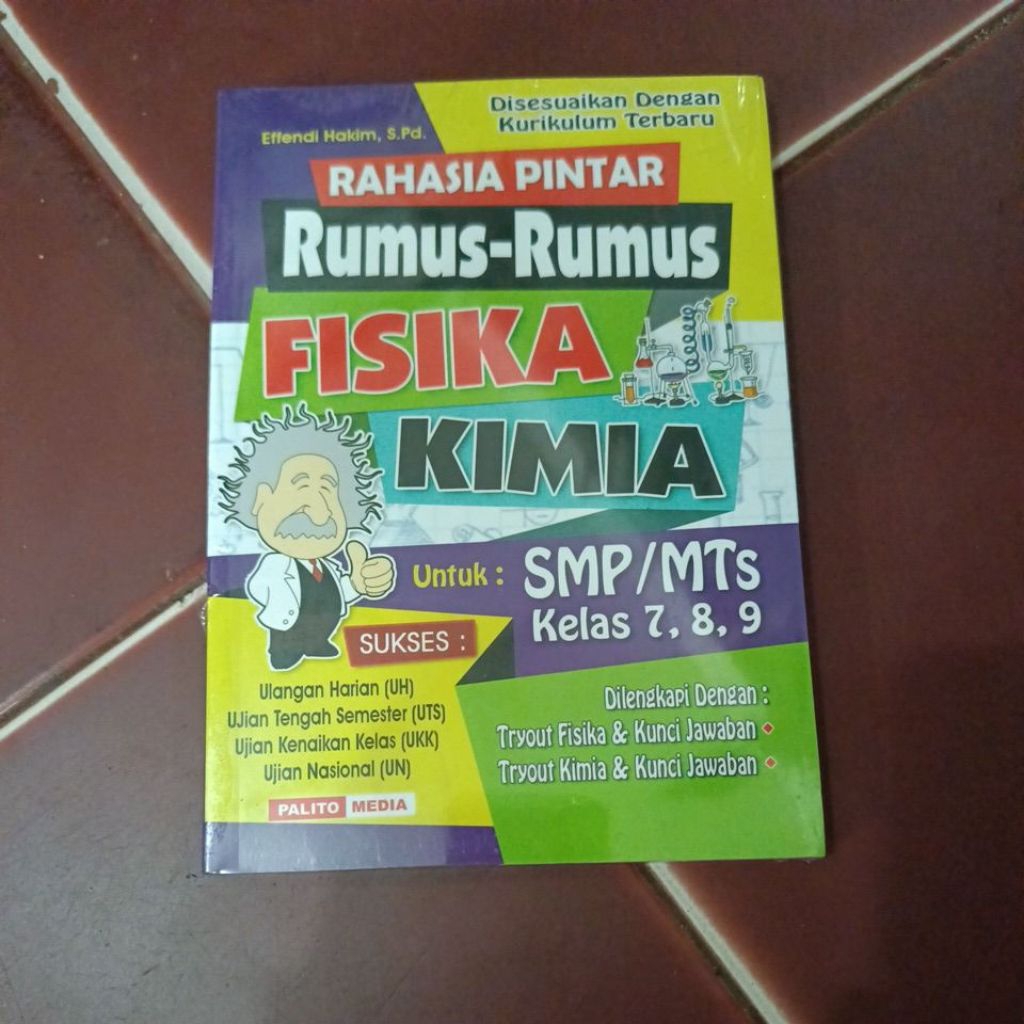 Effendi Hakim, S.Pd.
Disesuaikan Dengan
Kurikulum Terbaru
RAHASIA PINTAR
Rumus-Rumus
FISIKA
KIMIA
Untuk : SMP/MTs
Kelas 7, 8, 9
SUKSES :
Ulangan Harian (UH)
UJian Tengah Semester (UTS)
Ujian Kenaikan Kelas (UKK)
Ujian Nasional (UN)
PALITO MEDIA
Dilengkapi Dengan :
Tryout Fisika & Kunci Jawaban
Tryout Kimia & Kunci Jawaban